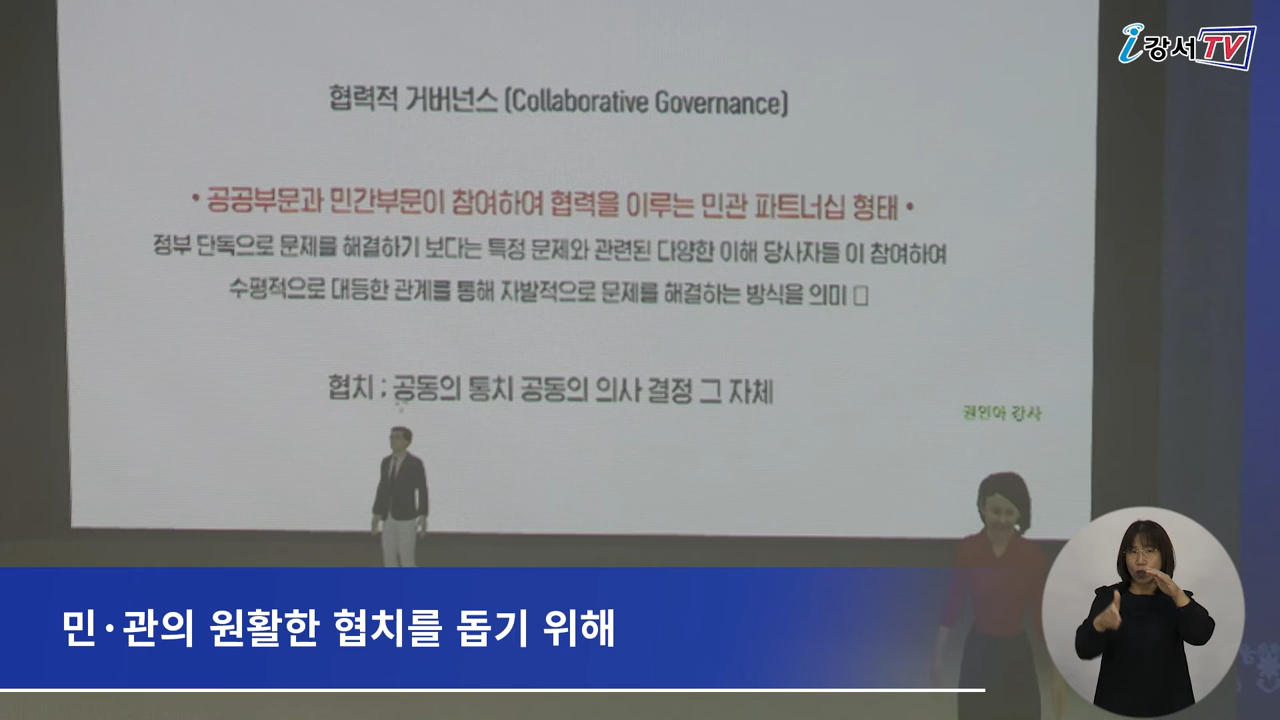 i강서TV
협력적 거버넌스 (Collaborative Governance)
• 공공부문과 민간부문이 참여하여 협력을 이루는 민관 파트너십 형태 •
정부 단독으로 문제를 해결하기 보다는 특정 문제와 관련된 다양한 이해 당사자들 이 참여하여
수평적으로 대등한 관계를 통해 자발적으로 문제를 해결하는 방식을 의미 □
협치 ; 공동의 통치 공동의 의사 결정 그 자체
권인아 강사
민·관의 원활한 협치를 돕기 위해